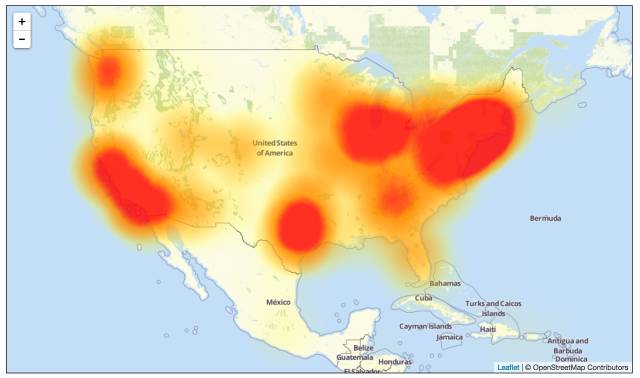 +
−
United States
of America
Bermuda
México
Bahamas
Cuba
Turks and Caicos
Islands
Cayman Islands
Haiti
Jamaica
Antigua and
Barbuda
Dominica
Belize
Guatemala
Honduras
El Salvador
Leaflet | © OpenStreetMap Contributors